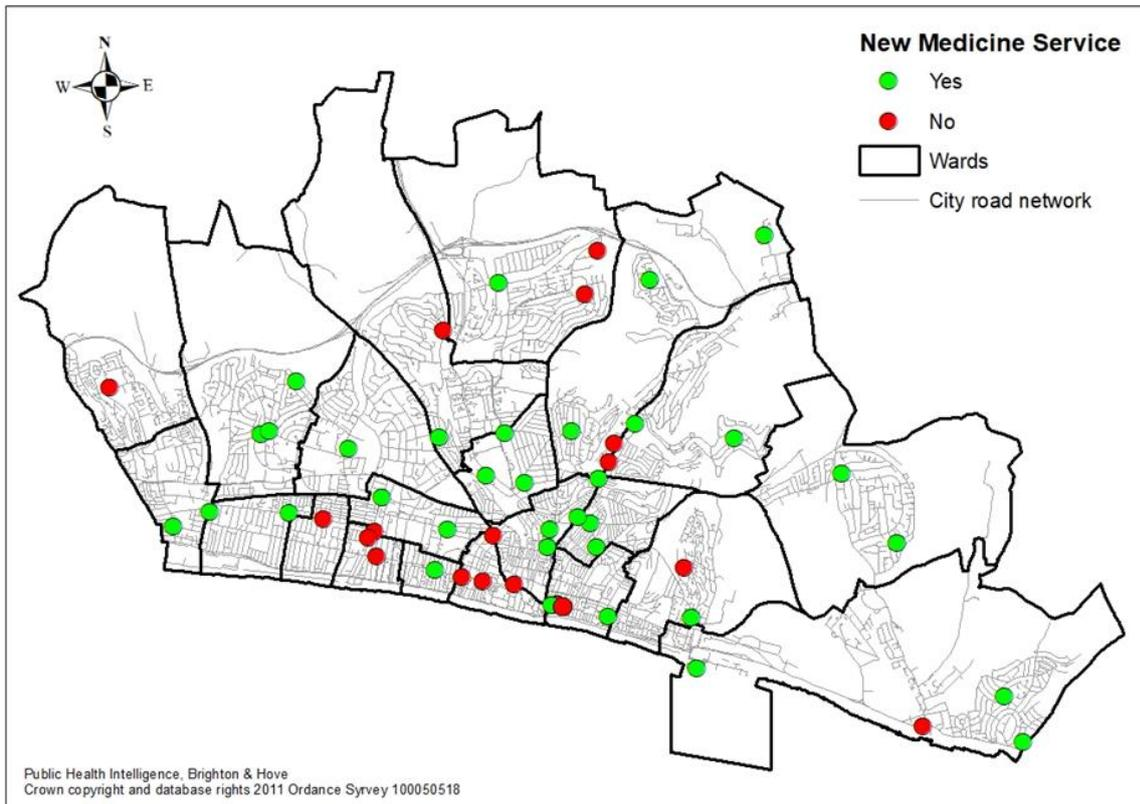 New Medicine Service
N
W E
S
Yes
No
Wards
City road network
Public Health Intelligence, Brighton & Hove
Crown copyright and database rights 2011 Ordance Syrvey 100050518